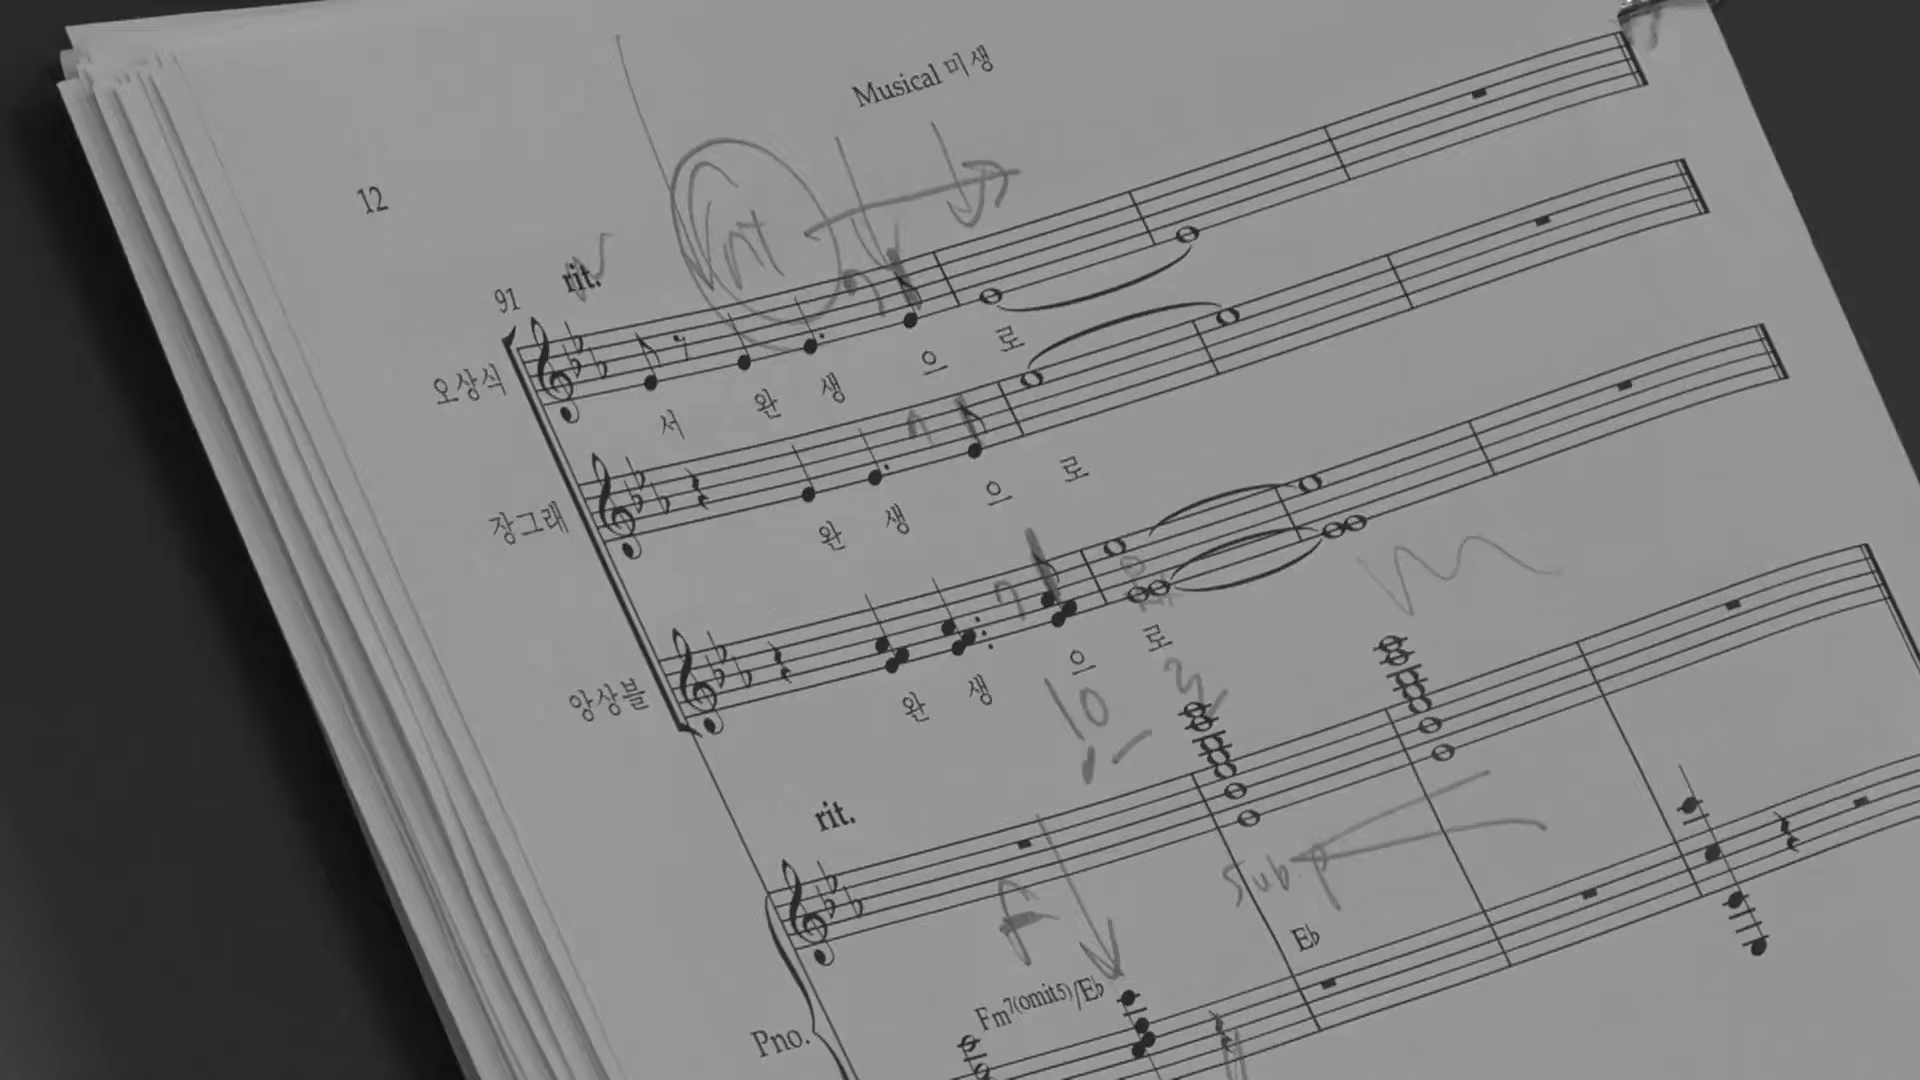 Musical 미생
12
91
rit.
오상식
서 완 생 으 로
장그래
완 생 으 로
앙상블
완 생 으 로
rit.
sub. p
E♭
Fm7(omit5)/E♭
Pno.